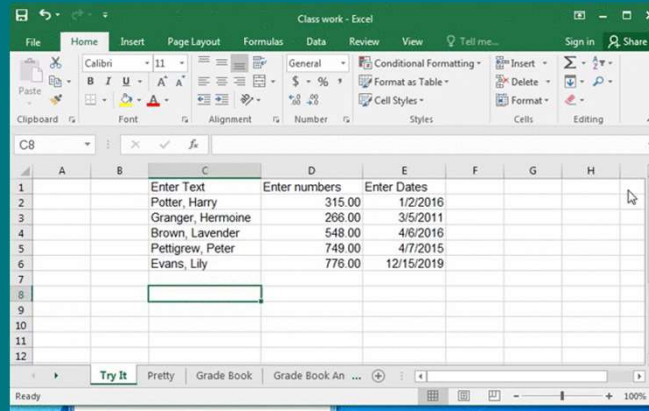 Class work - Excel
File Home Insert Page Layout Formulas Data Review View Tell me... Sign in Share
Calibri 11 General Conditional Formatting Insert
Paste B I U A A $ % , Format as Table Delete
A Cell Styles Format
Clipboard Font Alignment Number Styles Cells Editing
C8 fx
A B C D E F G H
1 Enter Text Enter numbers Enter Dates
2 Potter, Harry 315.00 1/2/2016
3 Granger, Hermoine 266.00 3/5/2011
4 Brown, Lavender 548.00 4/6/2016
5 Pettigrew, Peter 749.00 4/7/2015
6 Evans, Lily 776.00 12/15/2019
7
8
9
10
11
12
Try It Pretty Grade Book Grade Book An ...
Ready 100%